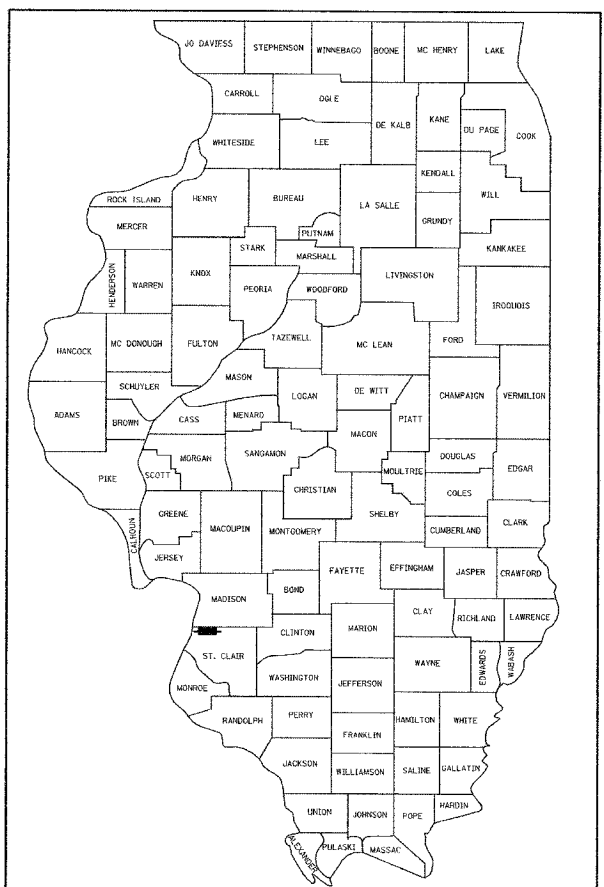 JO DAVIESS
STEPHENSON
WINNEBAGO
BOONE
MC HENRY
LAKE
CARROLL
OGLE
DE KALB
KANE
DU PAGE
COOK
WHITESIDE
LEE
KENDALL
WILL
ROCK ISLAND
HENRY
BUREAU
LA SALLE
GRUNDY
MERCER
PUTNAM
STARK
MARSHALL
KANKAKEE
HENDERSON
WARREN
KNOX
PEORIA
WOODFORD
LIVINGSTON
IROQUOIS
HANCOCK
MC DONOUGH
FULTON
TAZEWELL
MC LEAN
FORD
SCHUYLER
MASON
LOGAN
DE WITT
CHAMPAIGN
VERMILION
ADAMS
BROWN
CASS
MENARD
PIATT
MACON
PIKE
SCOTT
MORGAN
SANGAMON
MOULTRIE
DOUGLAS
EDGAR
CHRISTIAN
COLES
CALHOUN
GREENE
MACOUPIN
MONTGOMERY
SHELBY
CUMBERLAND
CLARK
JERSEY
FAYETTE
EFFINGHAM
JASPER
CRAWFORD
MADISON
BOND
CLAY
RICHLAND
LAWRENCE
CLINTON
MARION
ST. CLAIR
WAYNE
EDWARDS
WABASH
WASHINGTON
JEFFERSON
MONROE
RANDOLPH
PERRY
HAMILTON
WHITE
FRANKLIN
JACKSON
WILLIAMSON
SALINE
GALLATIN
UNION
JOHNSON
POPE
HARDIN
ALEXANDER
PULASKI
MASSAC